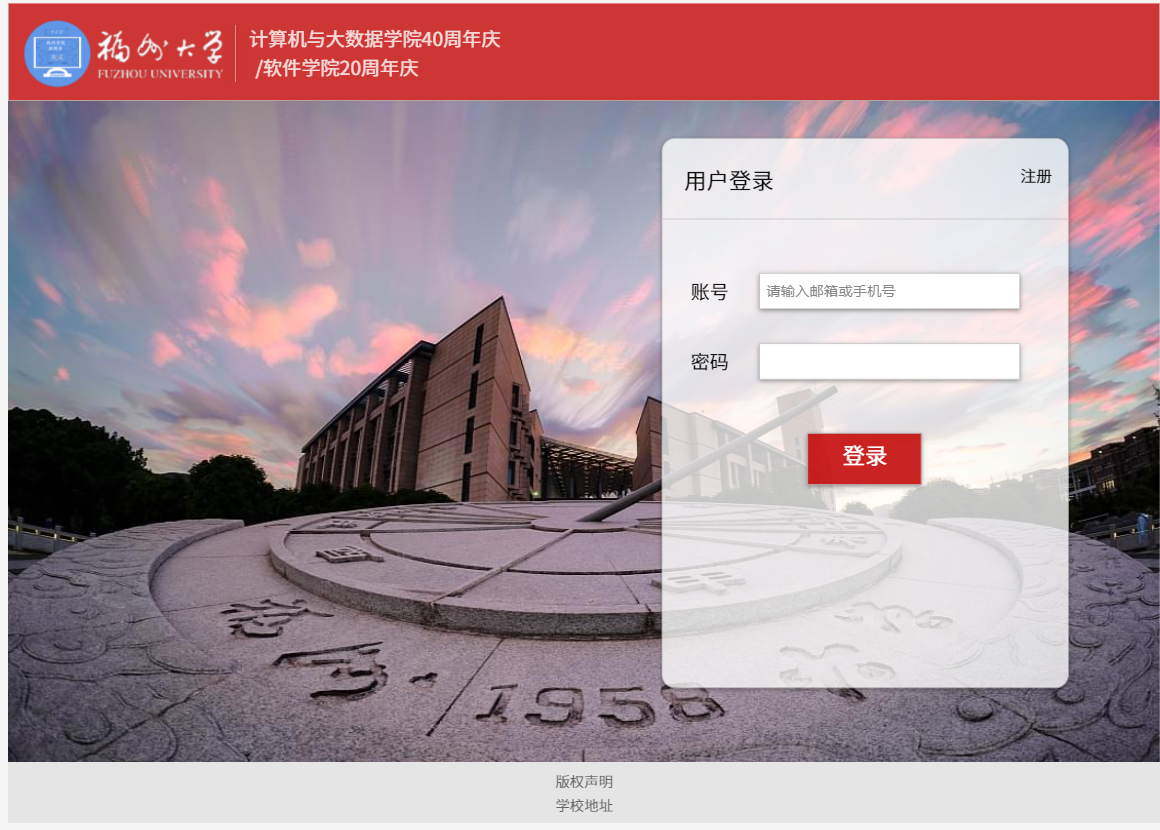 福州大学
FUZHOU UNIVERSITY
计算机与大数据学院40周年庆
/软件学院20周年庆
用户登录
注册
账号
请输入邮箱或手机号
密码
登录
1958
版权声明
学校地址